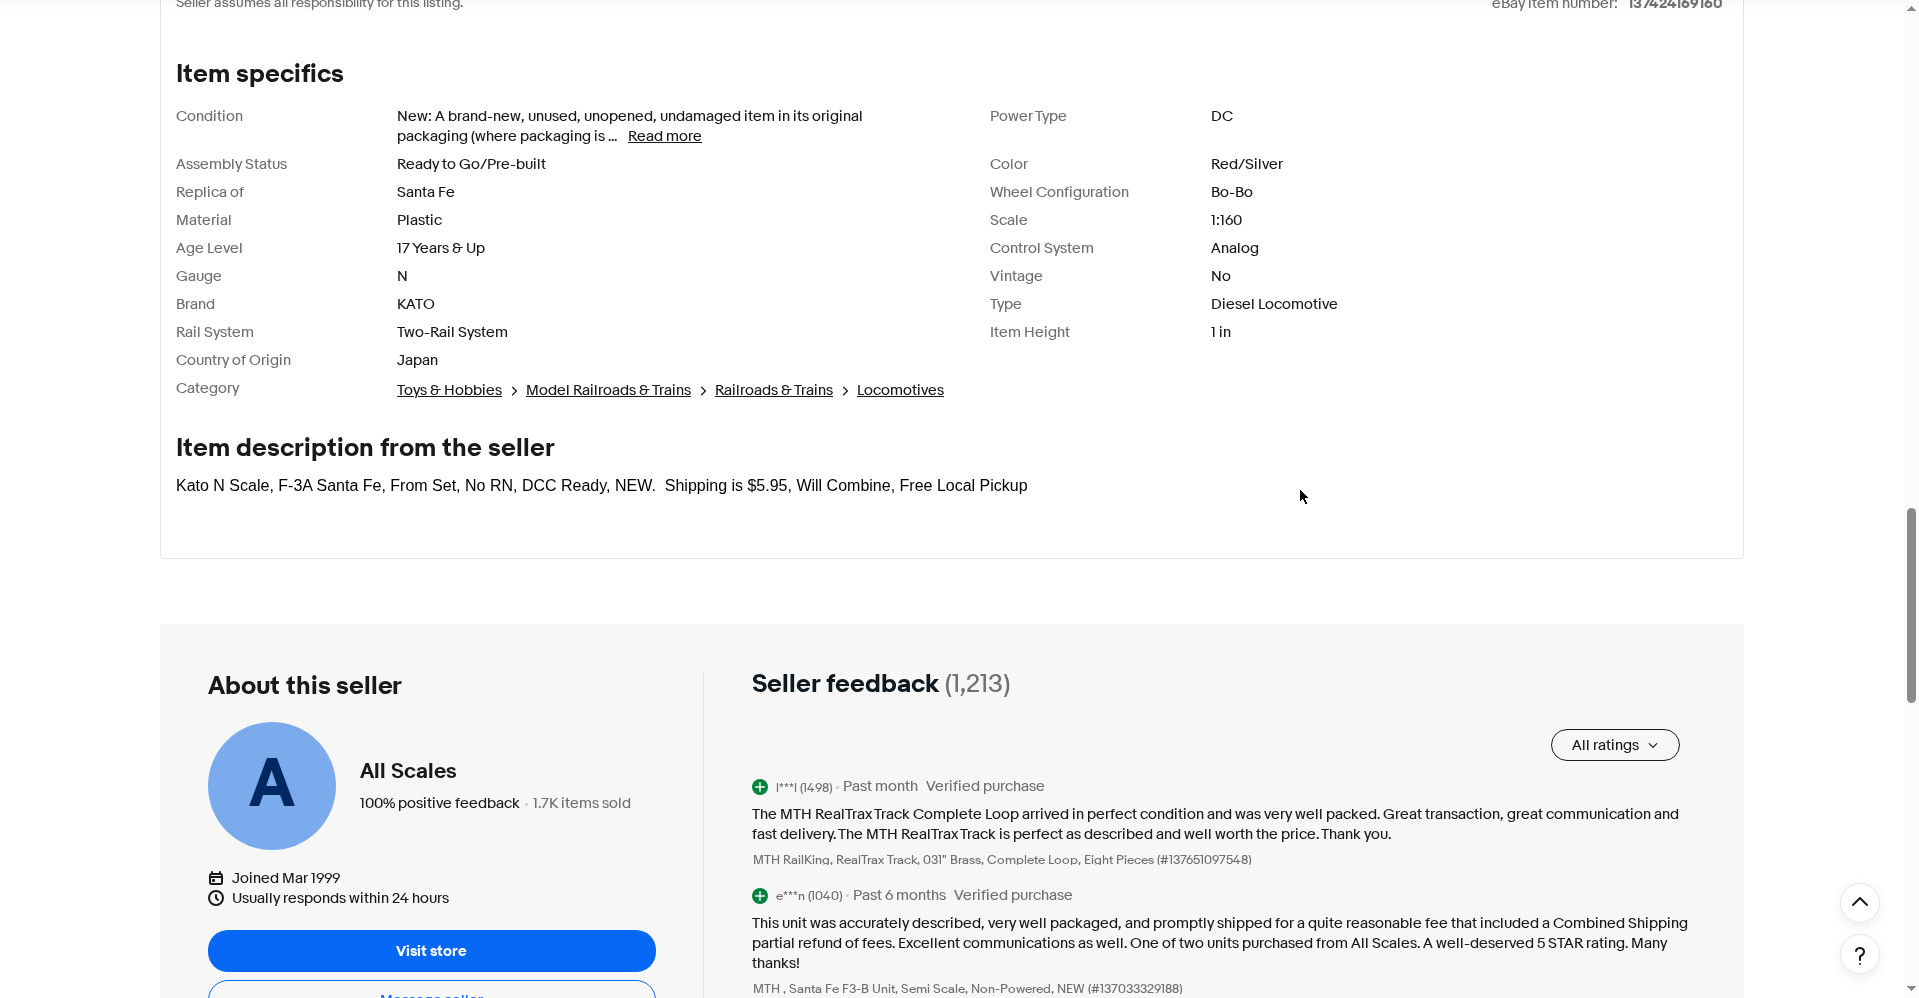 Seller assumes all responsibility for this listing.
eBay item number: 137424169160
Item specifics
Condition
New: A brand-new, unused, unopened, undamaged item in its original
packaging (where packaging is ... Read more
Power Type
DC
Assembly Status
Ready to Go/Pre-built
Color
Red/Silver
Replica of
Santa Fe
Wheel Configuration
Bo-Bo
Material
Plastic
Scale
1:160
Age Level
17 Years & Up
Control System
Analog
Gauge
N
Vintage
No
Brand
KATO
Type
Diesel Locomotive
Rail System
Two-Rail System
Item Height
1 in
Country of Origin
Japan
Category
Toys & Hobbies > Model Railroads & Trains > Railroads & Trains > Locomotives
Item description from the seller
Kato N Scale, F-3A Santa Fe, From Set, No RN, DCC Ready, NEW. Shipping is $5.95, Will Combine, Free Local Pickup
About this seller
A
All Scales
100% positive feedback · 1.7K items sold
Joined Mar 1999
Usually responds within 24 hours
Visit store
Message seller
Seller feedback (1,213)
All ratings
l***l (1498) · Past month Verified purchase
The MTH RealTrax Track Complete Loop arrived in perfect condition and was very well packed. Great transaction, great communication and
fast delivery. The MTH RealTrax Track is perfect as described and well worth the price. Thank you.
MTH RailKing, RealTrax Track, 031" Brass, Complete Loop, Eight Pieces (#137651097548)
e***n (1040) · Past 6 months Verified purchase
This unit was accurately described, very well packaged, and promptly shipped for a quite reasonable fee that included a Combined Shipping
partial refund of fees. Excellent communications as well. One of two units purchased from All Scales. A well-deserved 5 STAR rating. Many
thanks!
MTH , Santa Fe F3-B Unit, Semi Scale, Non-Powered, NEW (#137033329188)
?